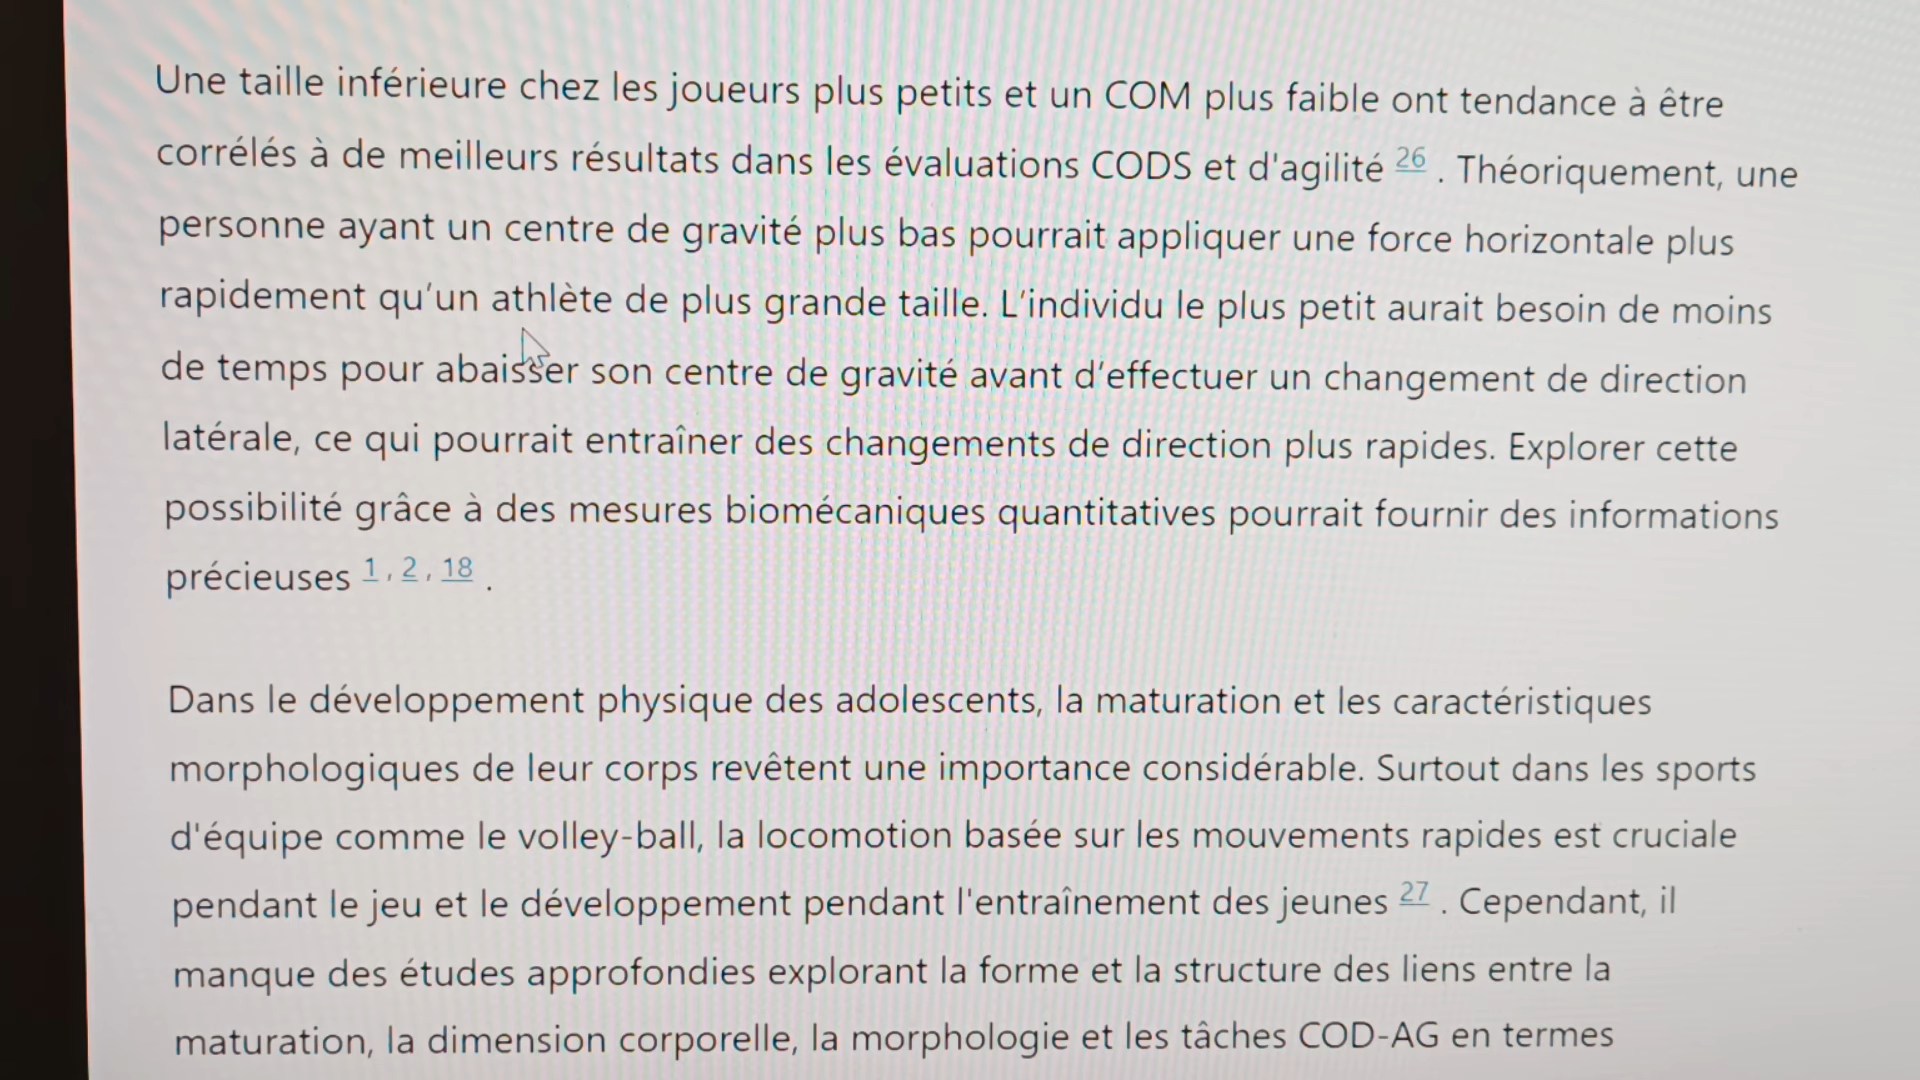 Une taille inférieure chez les joueurs plus petits et un COM plus faible ont tendance à être
corrélés à de meilleurs résultats dans les évaluations CODS et d'agilité 26 . Théoriquement, une
personne ayant un centre de gravité plus bas pourrait appliquer une force horizontale plus
rapidement qu'un athlète de plus grande taille. L'individu le plus petit aurait besoin de moins
de temps pour abaisser son centre de gravité avant d'effectuer un changement de direction
latérale, ce qui pourrait entraîner des changements de direction plus rapides. Explorer cette
possibilité grâce à des mesures biomécaniques quantitatives pourrait fournir des informations
précieuses 1 , 2 , 18 .
Dans le développement physique des adolescents, la maturation et les caractéristiques
morphologiques de leur corps revêtent une importance considérable. Surtout dans les sports
d'équipe comme le volley-ball, la locomotion basée sur les mouvements rapides est cruciale
pendant le jeu et le développement pendant l'entraînement des jeunes 27 . Cependant, il
manque des études approfondies explorant la forme et la structure des liens entre la
maturation, la dimension corporelle, la morphologie et les tâches COD-AG en termes